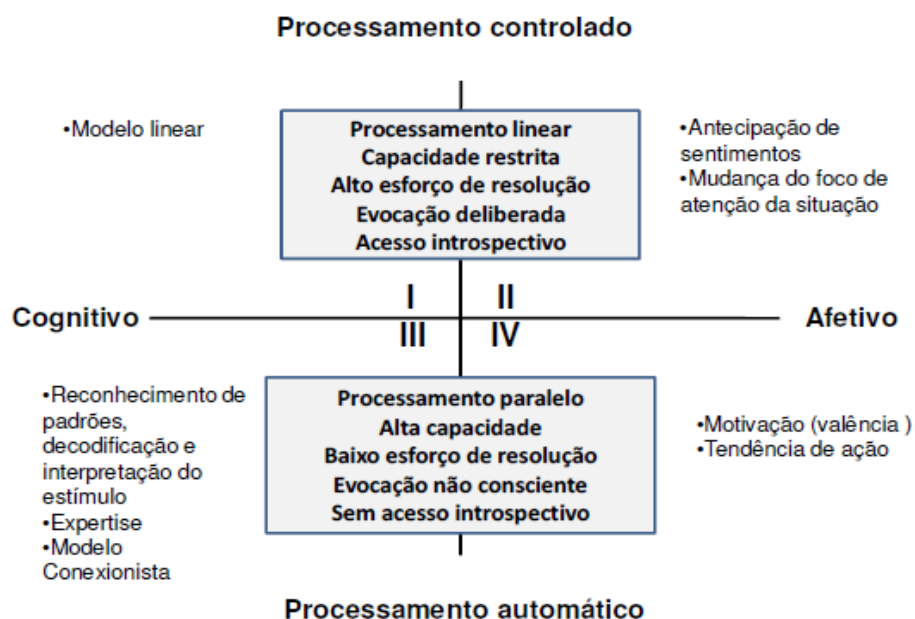 Processamento controlado
•Modelo linear
Processamento linear
Capacidade restrita
Alto esforço de resolução
Evocação deliberada
Acesso introspectivo
•Antecipação de
sentimentos
•Mudança do foco de
atenção da situação
I
II
Cognitivo
Afetivo
III
IV
•Reconhecimento de
padrões,
decodificação e
interpretação do
estímulo
•Expertise
•Modelo
Conexionista
Processamento paralelo
Alta capacidade
Baixo esforço de resolução
Evocação não consciente
Sem acesso introspectivo
•Motivação (valência )
•Tendência de ação
Processamento automático